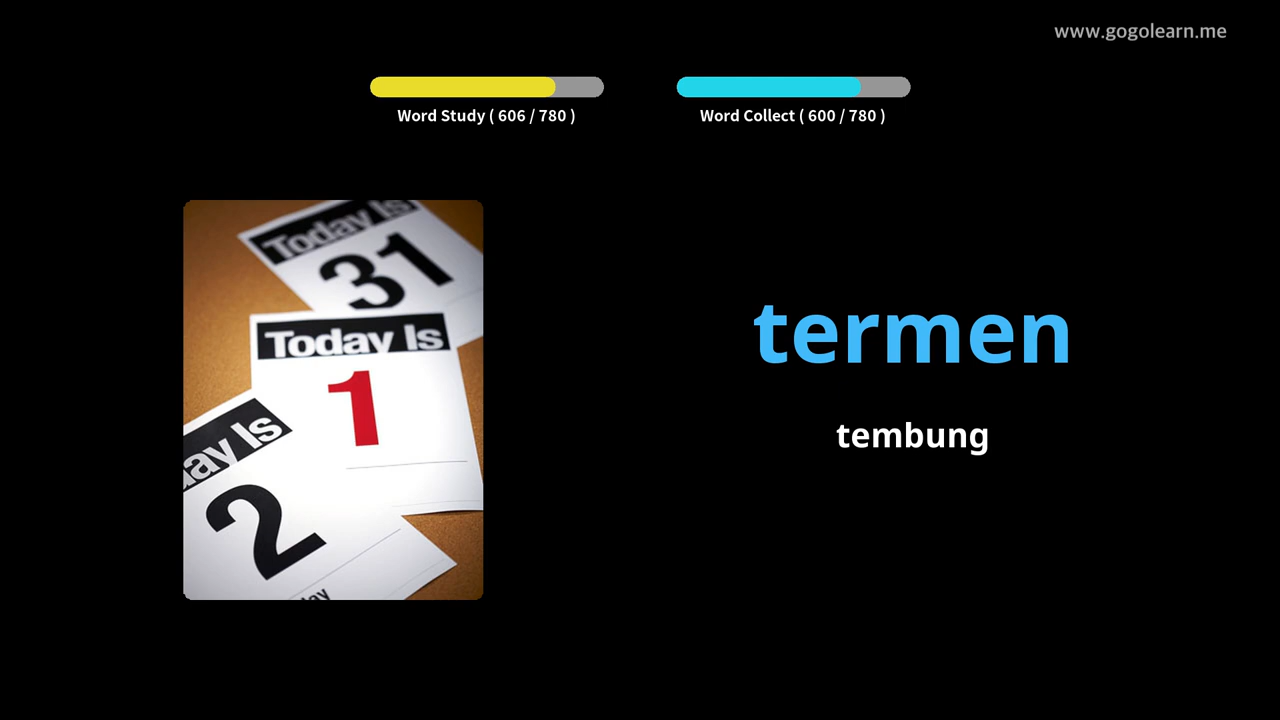 www.gogolearn.me
Word Study ( 606 / 780 )
Word Collect ( 600 / 780 )
Today Is
31
Today Is
1
ay Is
2
ay
termen
tembung